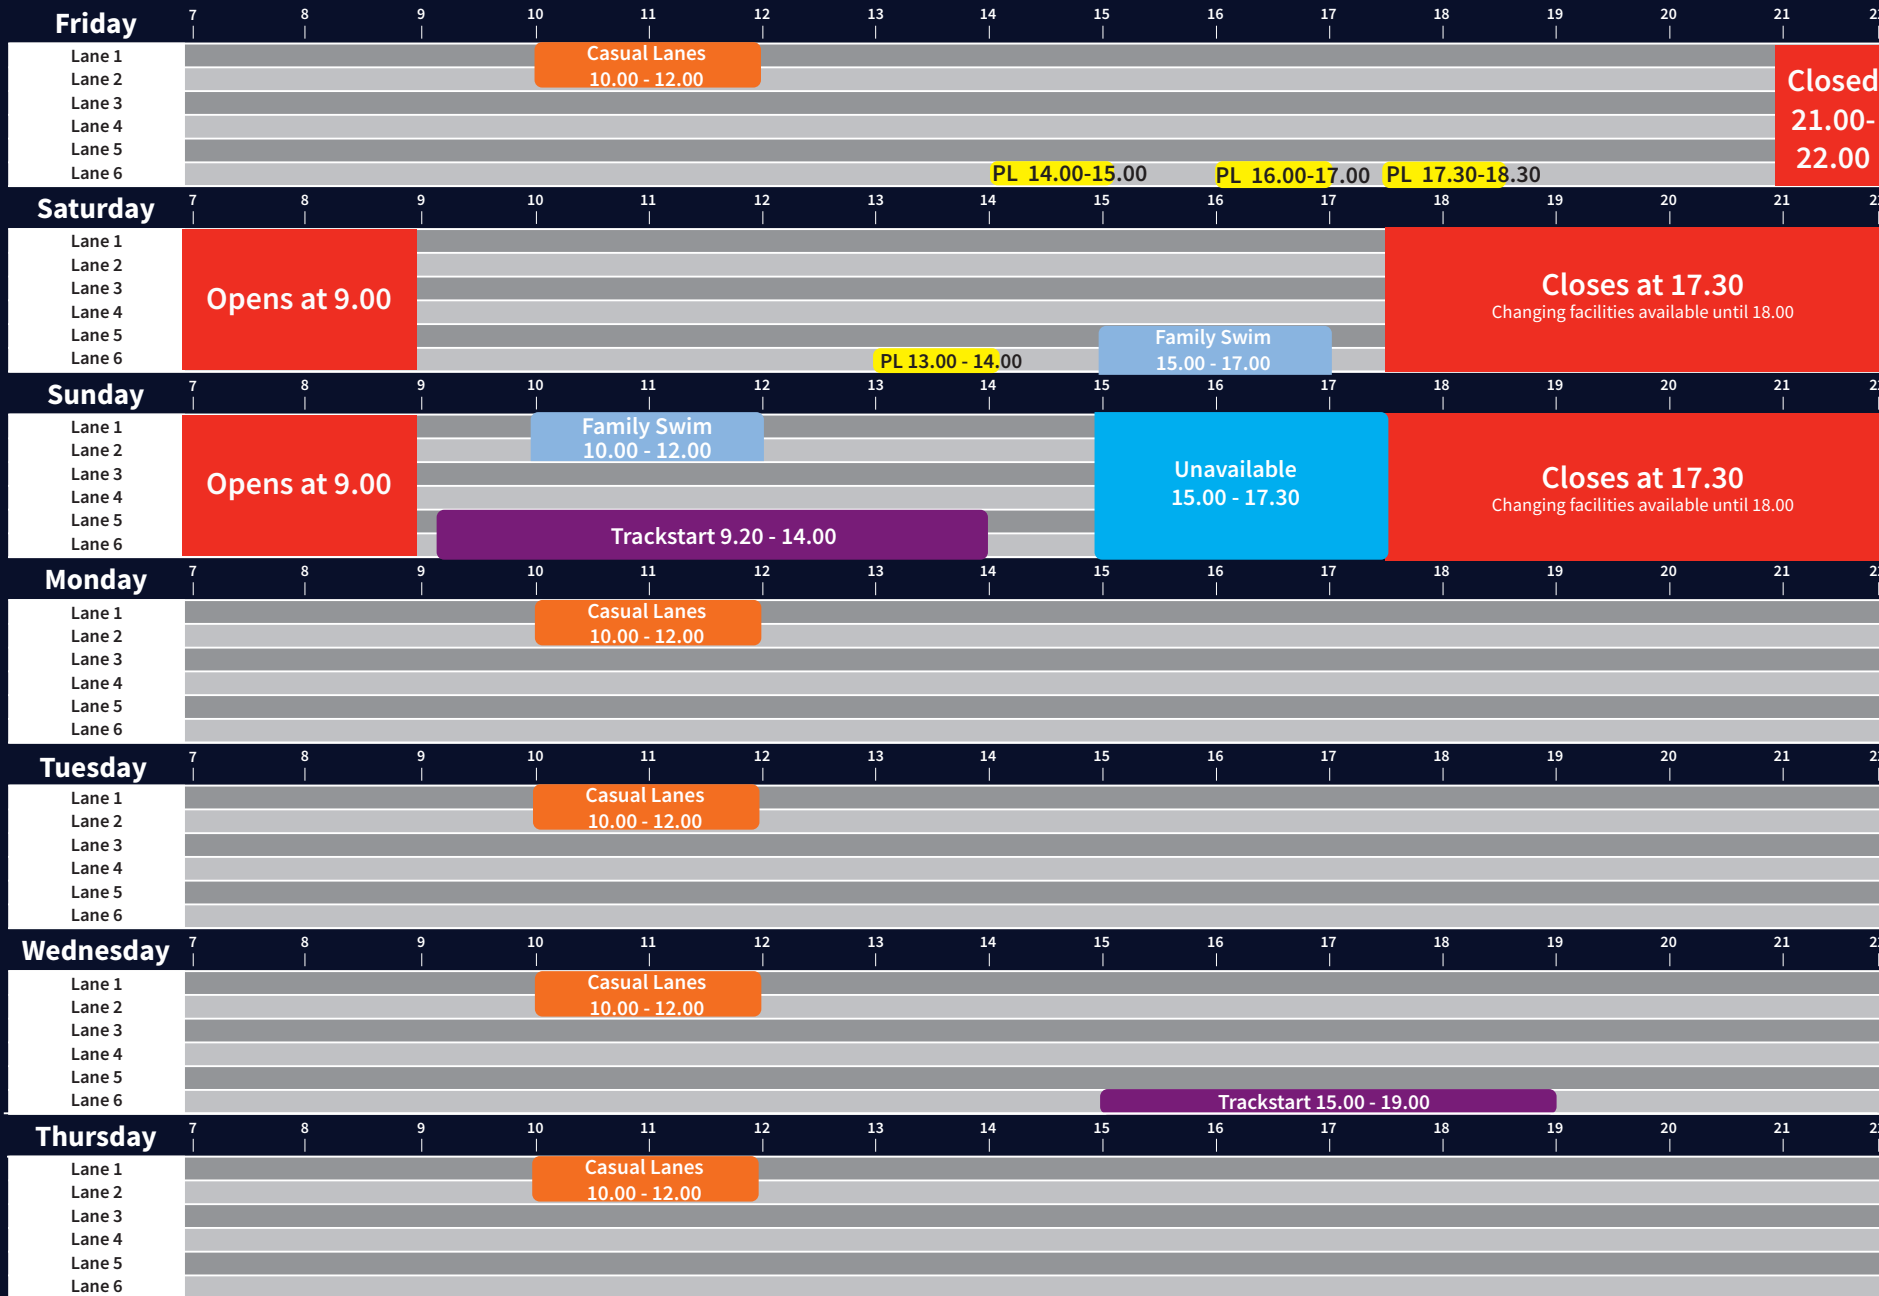 Friday 7 8 9 10 11 12 13 14 15 16 17 18 19 20 21
Lane 1
Lane 2
Lane 3
Lane 4
Lane 5
Lane 6
Casual Lanes
10.00 - 12.00
PL 14.00-15.00
PL 16.00-17.00
PL 17.30-18.30
Closed
21.00-
22.00
Saturday 7 8 9 10 11 12 13 14 15 16 17 18 19 20 21
Lane 1
Lane 2
Lane 3
Lane 4
Lane 5
Lane 6
Opens at 9.00
PL 13.00 - 14.00
Family Swim
15.00 - 17.00
Closes at 17.30
Changing facilities available until 18.00
Sunday 7 8 9 10 11 12 13 14 15 16 17 18 19 20 21
Lane 1
Lane 2
Lane 3
Lane 4
Lane 5
Lane 6
Opens at 9.00
Family Swim
10.00 - 12.00
Trackstart 9.20 - 14.00
Unavailable
15.00 - 17.30
Closes at 17.30
Changing facilities available until 18.00
Monday 7 8 9 10 11 12 13 14 15 16 17 18 19 20 21
Lane 1
Lane 2
Lane 3
Lane 4
Lane 5
Lane 6
Casual Lanes
10.00 - 12.00
Tuesday 7 8 9 10 11 12 13 14 15 16 17 18 19 20 21
Lane 1
Lane 2
Lane 3
Lane 4
Lane 5
Lane 6
Casual Lanes
10.00 - 12.00
Wednesday 7 8 9 10 11 12 13 14 15 16 17 18 19 20 21
Lane 1
Lane 2
Lane 3
Lane 4
Lane 5
Lane 6
Casual Lanes
10.00 - 12.00
Trackstart 15.00 - 19.00
Thursday 7 8 9 10 11 12 13 14 15 16 17 18 19 20 21
Lane 1
Lane 2
Lane 3
Lane 4
Lane 5
Lane 6
Casual Lanes
10.00 - 12.00